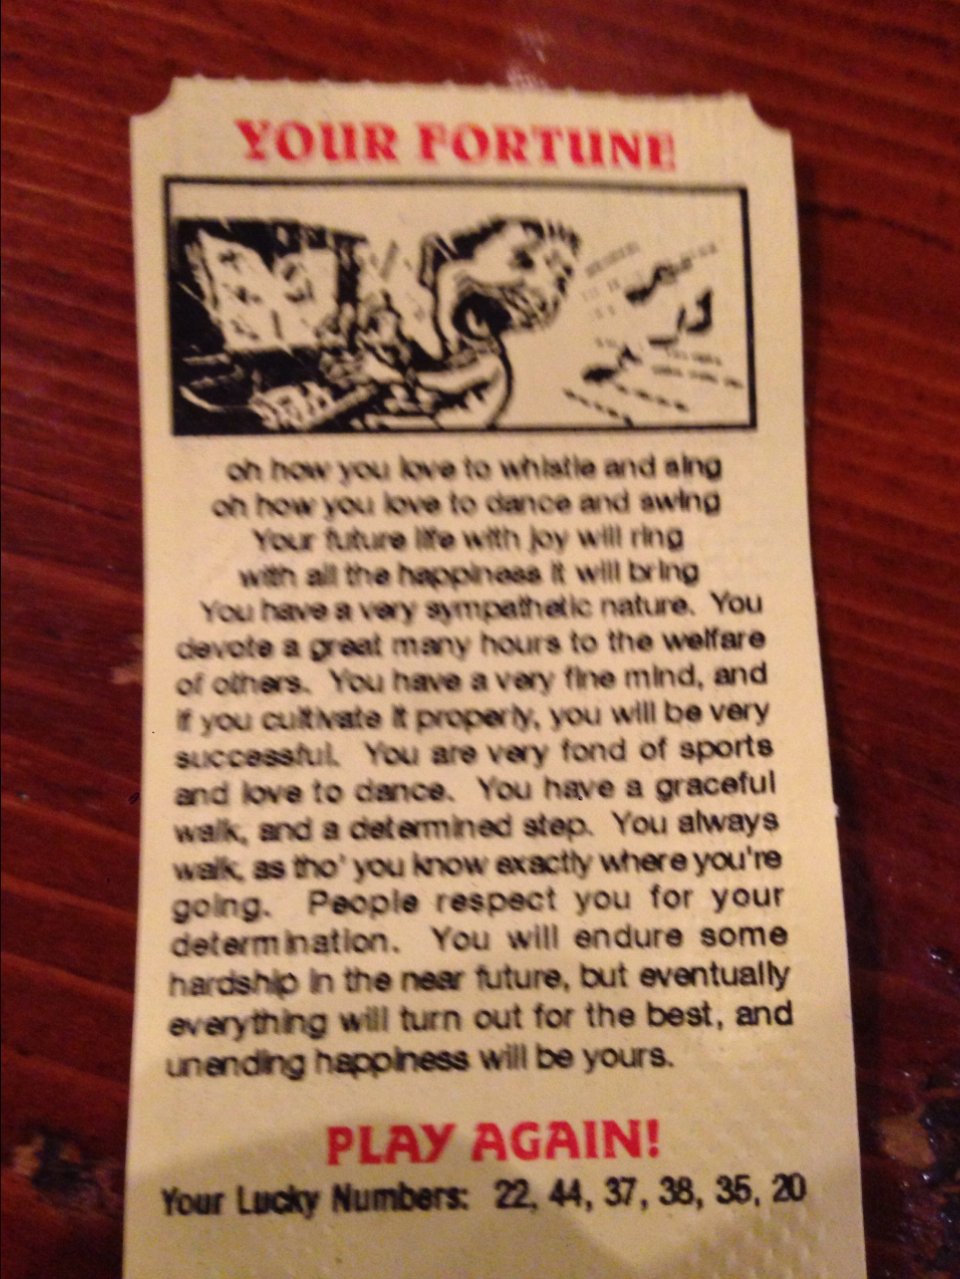 YOUR FORTUNE
oh how you love to whistle and sing
oh how you love to dance and swing
Your future life with joy will ring
with all the happiness it will bring
You have a very sympathetic nature. You
devote a great many hours to the welfare
of others. You have a very fine mind, and
if you cultivate it properly, you will be very
successful. You are very fond of sports
and love to dance. You have a graceful
walk, and a determined step. You always
walk, as tho' you know exactly where you're
going. People respect you for your
determination. You will endure some
hardship in the near future, but eventually
everything will turn out for the best, and
unending happiness will be yours.
PLAY AGAIN!
Your Lucky Numbers: 22, 44, 37, 38, 35, 20